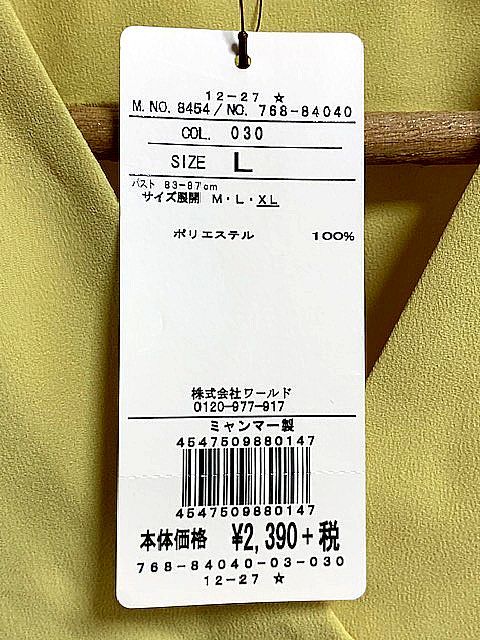 12-27 ☆
M.NO. 8454/NO. 768-84040
COL. 030
SIZE L
バスト 83-87cm
サイズ展開 M・L・XL
ポリエステル 100%
株式会社ワールド
0120-977-917
ミャンマー製
4547509880147
4547509880147
本体価格 ¥2,390+税
768-84040-03-030
12-27 ☆